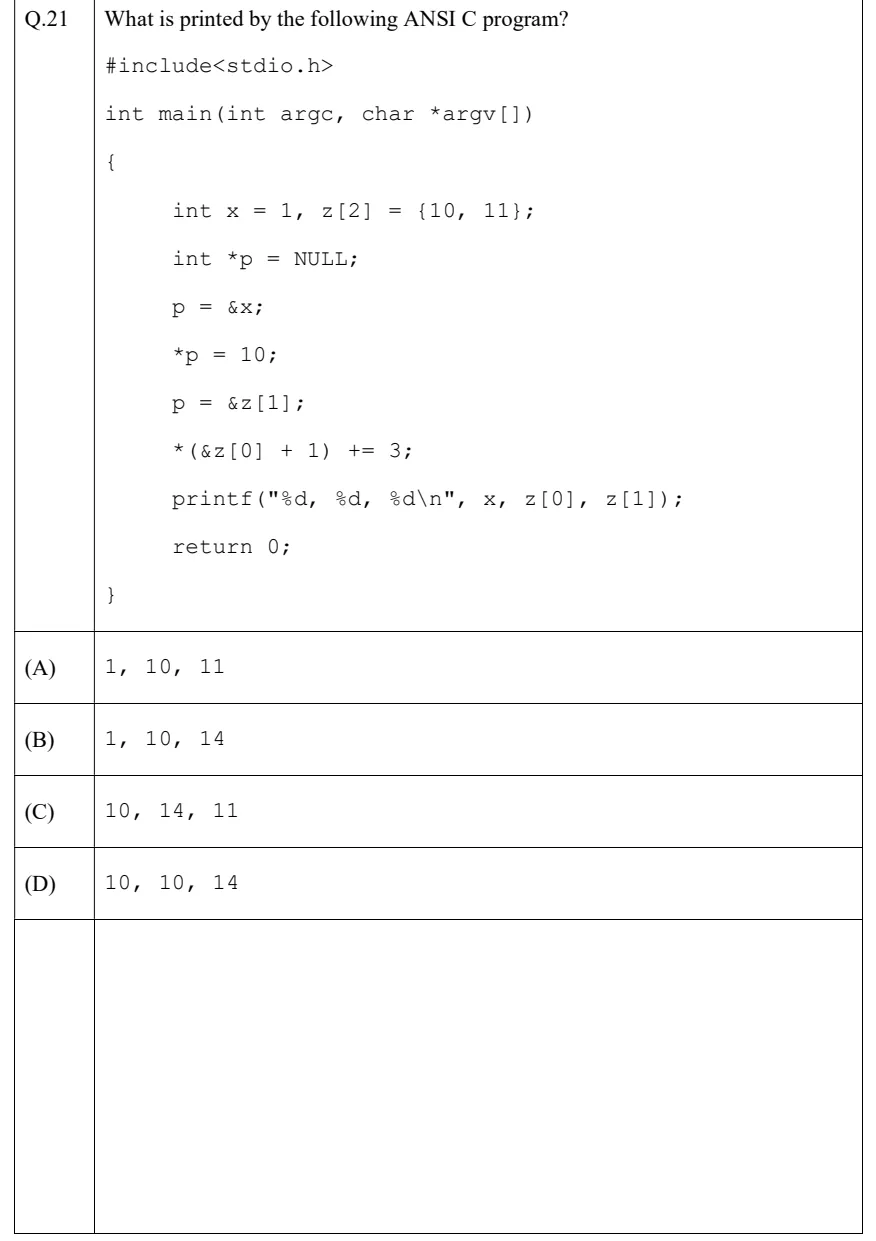 Q.21 What is printed by the following ANSI C program?
#include<stdio.h>
int main(int argc, char *argv[])
{
int x = 1, z[2] = {10, 11};
int *p = NULL;
p = &x;
*p = 10;
p = &z[1];
*(&z[0] + 1) += 3;
printf("%d, %d, %d\n", x, z[0], z[1]);
return 0;
}
(A) 1, 10, 11
(B) 1, 10, 14
(C) 10, 14, 11
(D) 10, 10, 14